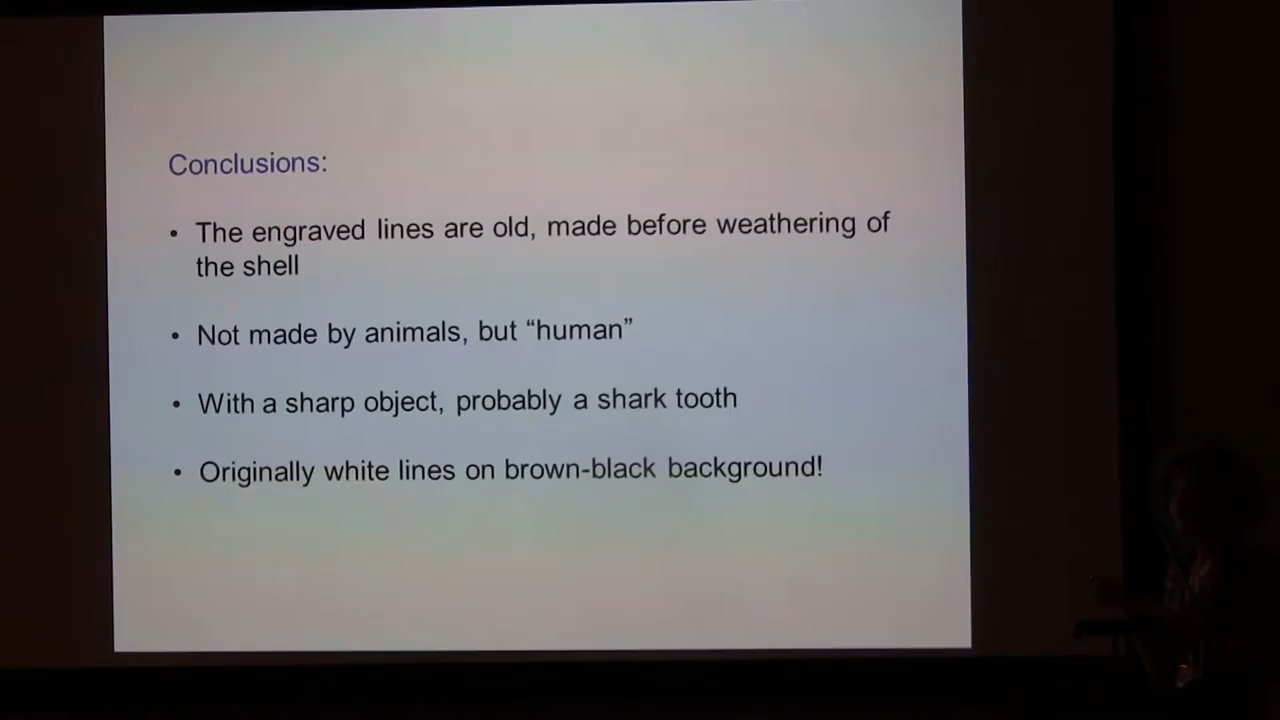 Conclusions:
• The engraved lines are old, made before weathering of
the shell
• Not made by animals, but “human”
• With a sharp object, probably a shark tooth
• Originally white lines on brown-black background!